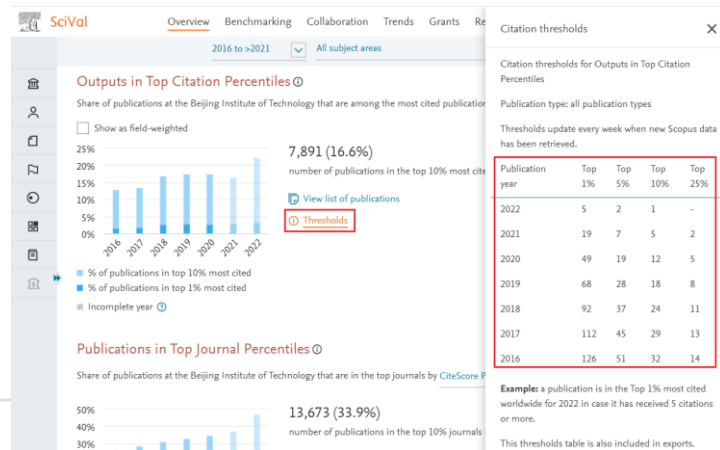 SciVal
Overview Benchmarking Collaboration Trends Grants Re
2016 to >2021 All subject areas
Outputs in Top Citation Percentiles
Share of publications at the Beijing Institute of Technology that are among the most cited publication
Show as field-weighted
25%
20%
15%
10%
5%
0%
2016 2017 2018 2019 2020 2021 2022
% of publications in top 10% most cited
% of publications in top 1% most cited
Incomplete year
7,891 (16.6%)
number of publications in the top 10% most cite
View list of publications
Thresholds
Publications in Top Journal Percentiles
Share of publications at the Beijing Institute of Technology that are in the top journals by CiteScore P
50%
40%
30%
13,673 (33.9%)
number of publications in the top 10% journals
Citation thresholds
Citation thresholds for Outputs in Top Citation
Percentiles
Publication type: all publication types
Thresholds update every week when new Scopus data
has been retrieved.
Publication Top Top Top Top
year 1% 5% 10% 25%
2022 5 2 1 -
2021 19 7 5 2
2020 49 19 12 5
2019 68 28 18 8
2018 92 37 24 11
2017 112 45 29 13
2016 126 51 32 14
Example: a publication is in the Top 1% most cited
worldwide for 2022 in case it has received 5 citations
or more.
This thresholds table is also included in exports.